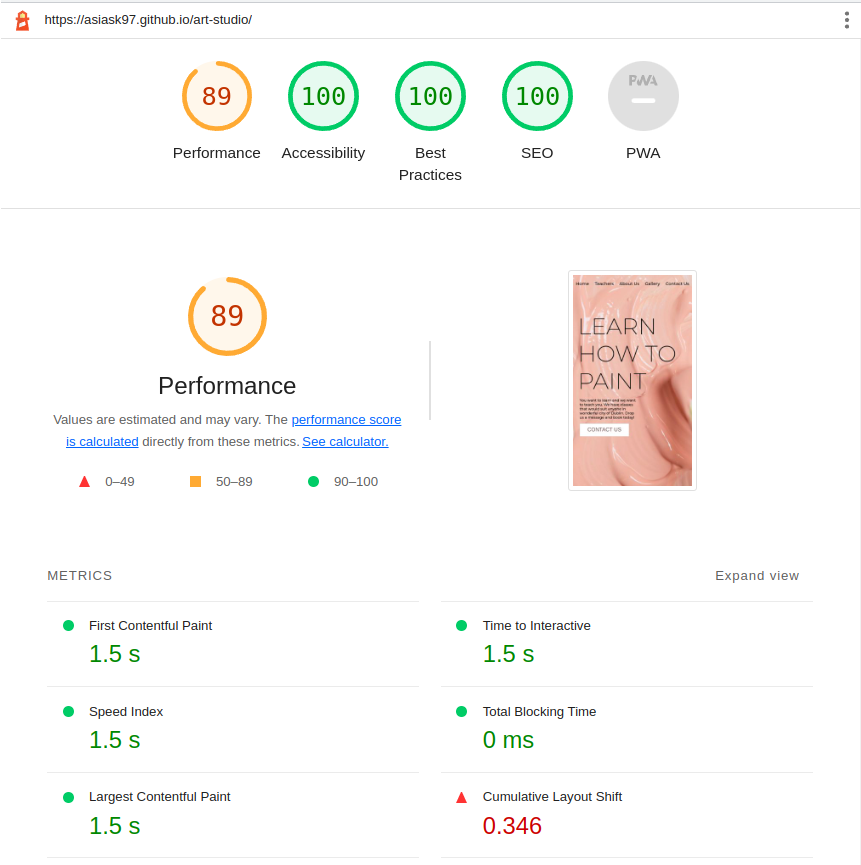 https://asiask97.github.io/art-studio/
89
100
100
100
PWA
Performance
Accessibility
Best
Practices
SEO
PWA
89
Performance
Values are estimated and may vary. The performance score
is calculated directly from these metrics. See calculator.
0–49
50–89
90–100
Home Teachers About Us Gallery Contact Us
LEARN
HOW TO
PAINT
CONTACT US
METRICS
Expand view
First Contentful Paint
1.5 s
Time to Interactive
1.5 s
Speed Index
1.5 s
Total Blocking Time
0 ms
Largest Contentful Paint
1.5 s
Cumulative Layout Shift
0.346